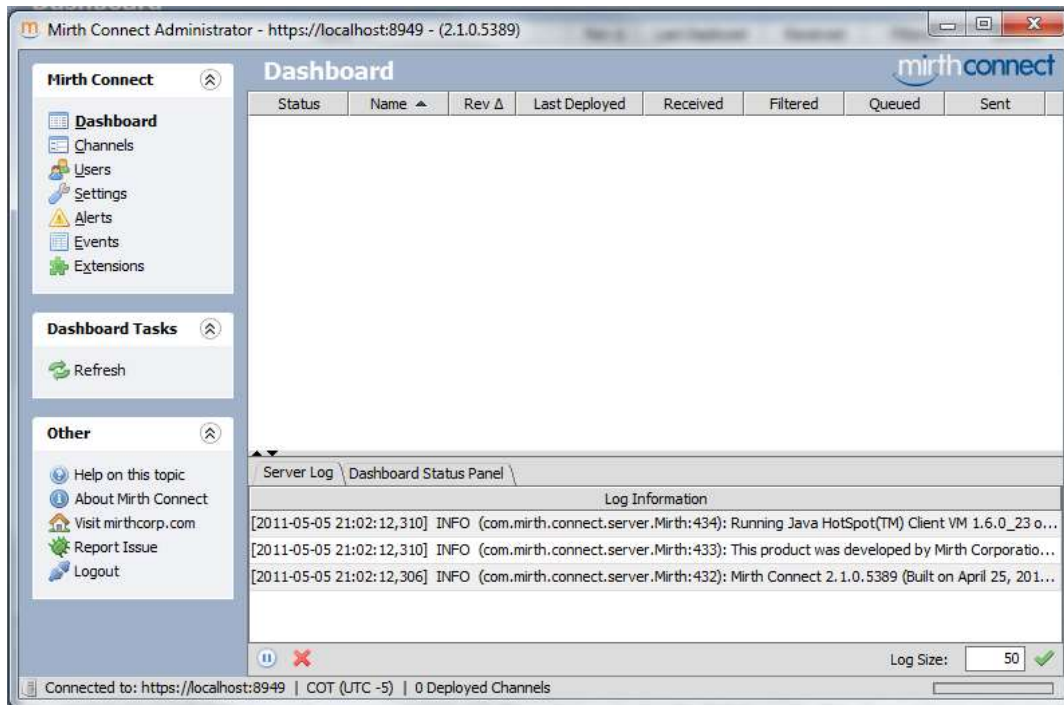 Mirth Connect Administrator - https://localhost:8949 - (2.1.0.5389)
Mirth Connect
Dashboard
Channels
Users
Settings
Alerts
Events
Extensions
Dashboard Tasks
Refresh
Other
Help on this topic
About Mirth Connect
Visit mirthcorp.com
Report Issue
Logout
Dashboard
mirth connect
Status Name Rev Δ Last Deployed Received Filtered Queued Sent
Server Log Dashboard Status Panel
Log Information
[2011-05-05 21:02:12,310] INFO (com.mirth.connect.server.Mirth:434): Running Java HotSpot(TM) Client VM 1.6.0_23 o...
[2011-05-05 21:02:12,310] INFO (com.mirth.connect.server.Mirth:433): This product was developed by Mirth Corporatio...
[2011-05-05 21:02:12,306] INFO (com.mirth.connect.server.Mirth:432): Mirth Connect 2.1.0.5389 (Built on April 25, 201...
Log Size: 50
Connected to: https://localhost:8949 | COT (UTC -5) | 0 Deployed Channels